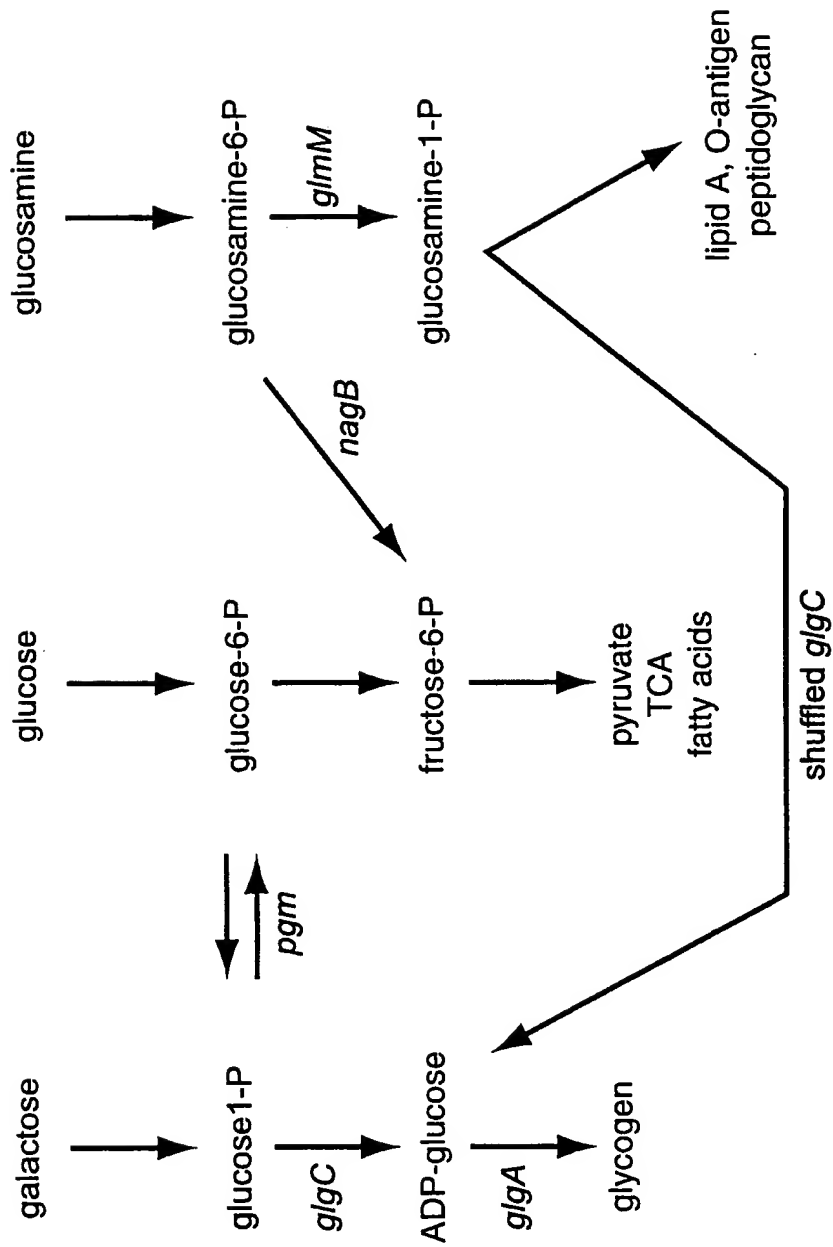 galactose
glucose
glucosamine
glucose1-P
pgm
glucose-6-P
glucosamine-6-P
glgC
nagB
glmM
ADP-glucose
fructose-6-P
glucosamine-1-P
glgA
glycogen
pyruvate
TCA
fatty acids
lipid A, O-antigen
peptidoglycan
shuffled glgC